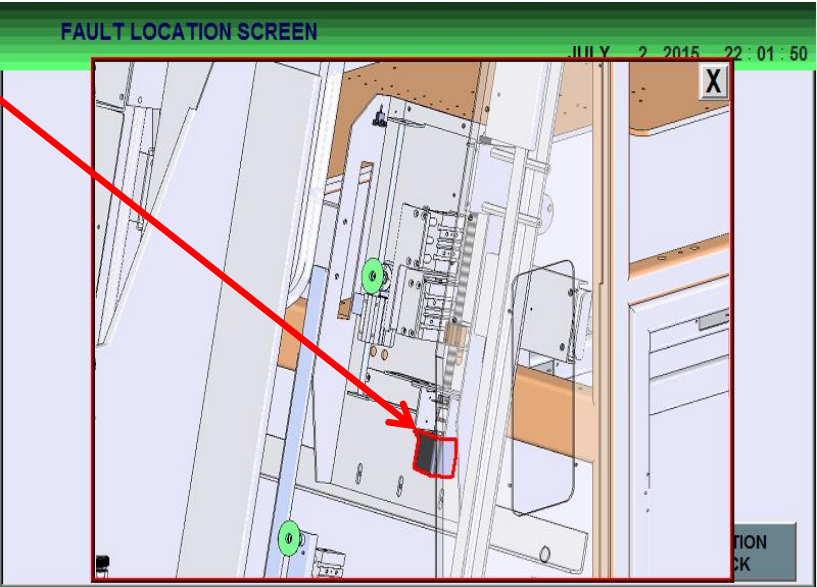 FAULT LOCATION SCREEN
JULY 2 2015 22 : 01 : 50
X
TION
CK